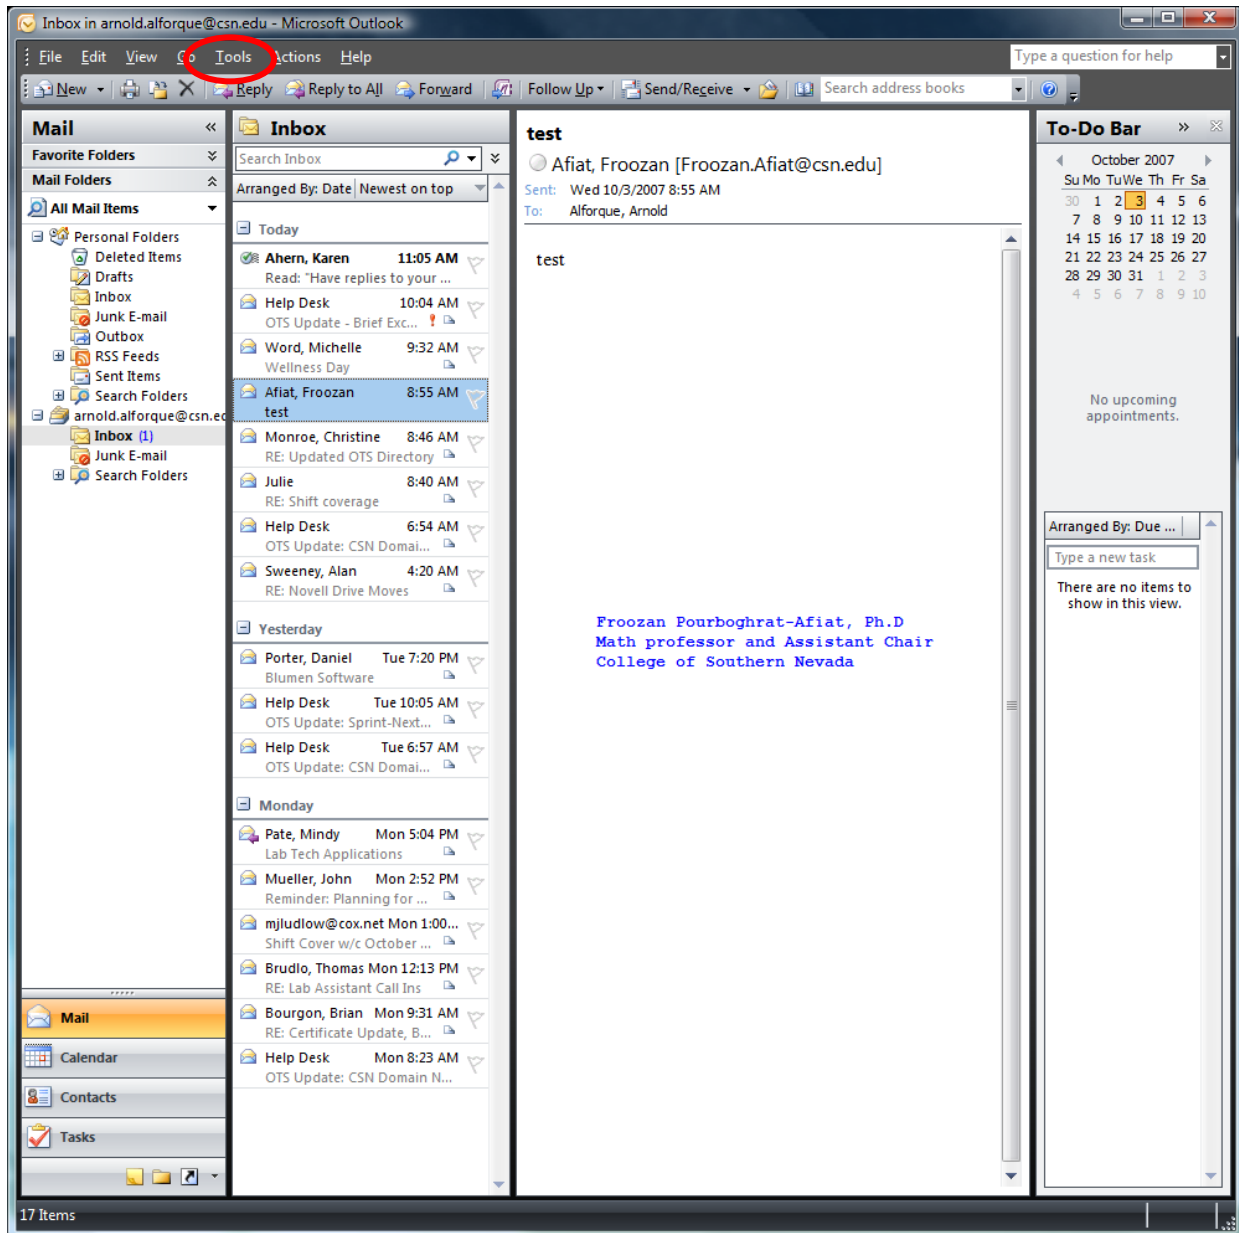 Inbox in arnold.alforque@csn.edu - Microsoft Outlook
File Edit View Go Tools Actions Help
Type a question for help
New Reply Reply to All Forward Follow Up Send/Receive Search address books
Mail «
Favorite Folders
Mail Folders
All Mail Items
Personal Folders
Deleted Items
Drafts
Inbox
Junk E-mail
Outbox
RSS Feeds
Sent Items
Search Folders
arnold.alforque@csn.ed
Inbox (1)
Junk E-mail
Search Folders
Mail
Calendar
Contacts
Tasks
Inbox
Search Inbox
Arranged By: Date Newest on top
Today
Ahern, Karen 11:05 AM
Read: "Have replies to your ...
Help Desk 10:04 AM
OTS Update - Brief Exc...
Word, Michelle 9:32 AM
Wellness Day
Afiat, Froozan 8:55 AM
test
Monroe, Christine 8:46 AM
RE: Updated OTS Directory
Julie 8:40 AM
RE: Shift coverage
Help Desk 6:54 AM
OTS Update: CSN Domai...
Sweeney, Alan 4:20 AM
RE: Novell Drive Moves
Yesterday
Porter, Daniel Tue 7:20 PM
Blumen Software
Help Desk Tue 10:05 AM
OTS Update: Sprint-Next...
Help Desk Tue 6:57 AM
OTS Update: CSN Domai...
Monday
Pate, Mindy Mon 5:04 PM
Lab Tech Applications
Mueller, John Mon 2:52 PM
Reminder: Planning for ...
mjludlow@cox.net Mon 1:00...
Shift Cover w/c October ...
Brudlo, Thomas Mon 12:13 PM
RE: Lab Assistant Call Ins
Bourgon, Brian Mon 9:31 AM
RE: Certificate Update, B...
Help Desk Mon 8:23 AM
OTS Update: CSN Domain N...
test
Afiat, Froozan [Froozan.Afiat@csn.edu]
Sent: Wed 10/3/2007 8:55 AM
To: Alforque, Arnold
test
Froozan Pourboghrat-Afiat, Ph.D
Math professor and Assistant Chair
College of Southern Nevada
To-Do Bar »
October 2007
Su Mo Tu We Th Fr Sa
30 1 2 3 4 5 6
7 8 9 10 11 12 13
14 15 16 17 18 19 20
21 22 23 24 25 26 27
28 29 30 31 1 2 3
4 5 6 7 8 9 10
No upcoming
appointments.
Arranged By: Due ...
Type a new task
There are no items to
show in this view.
17 Items